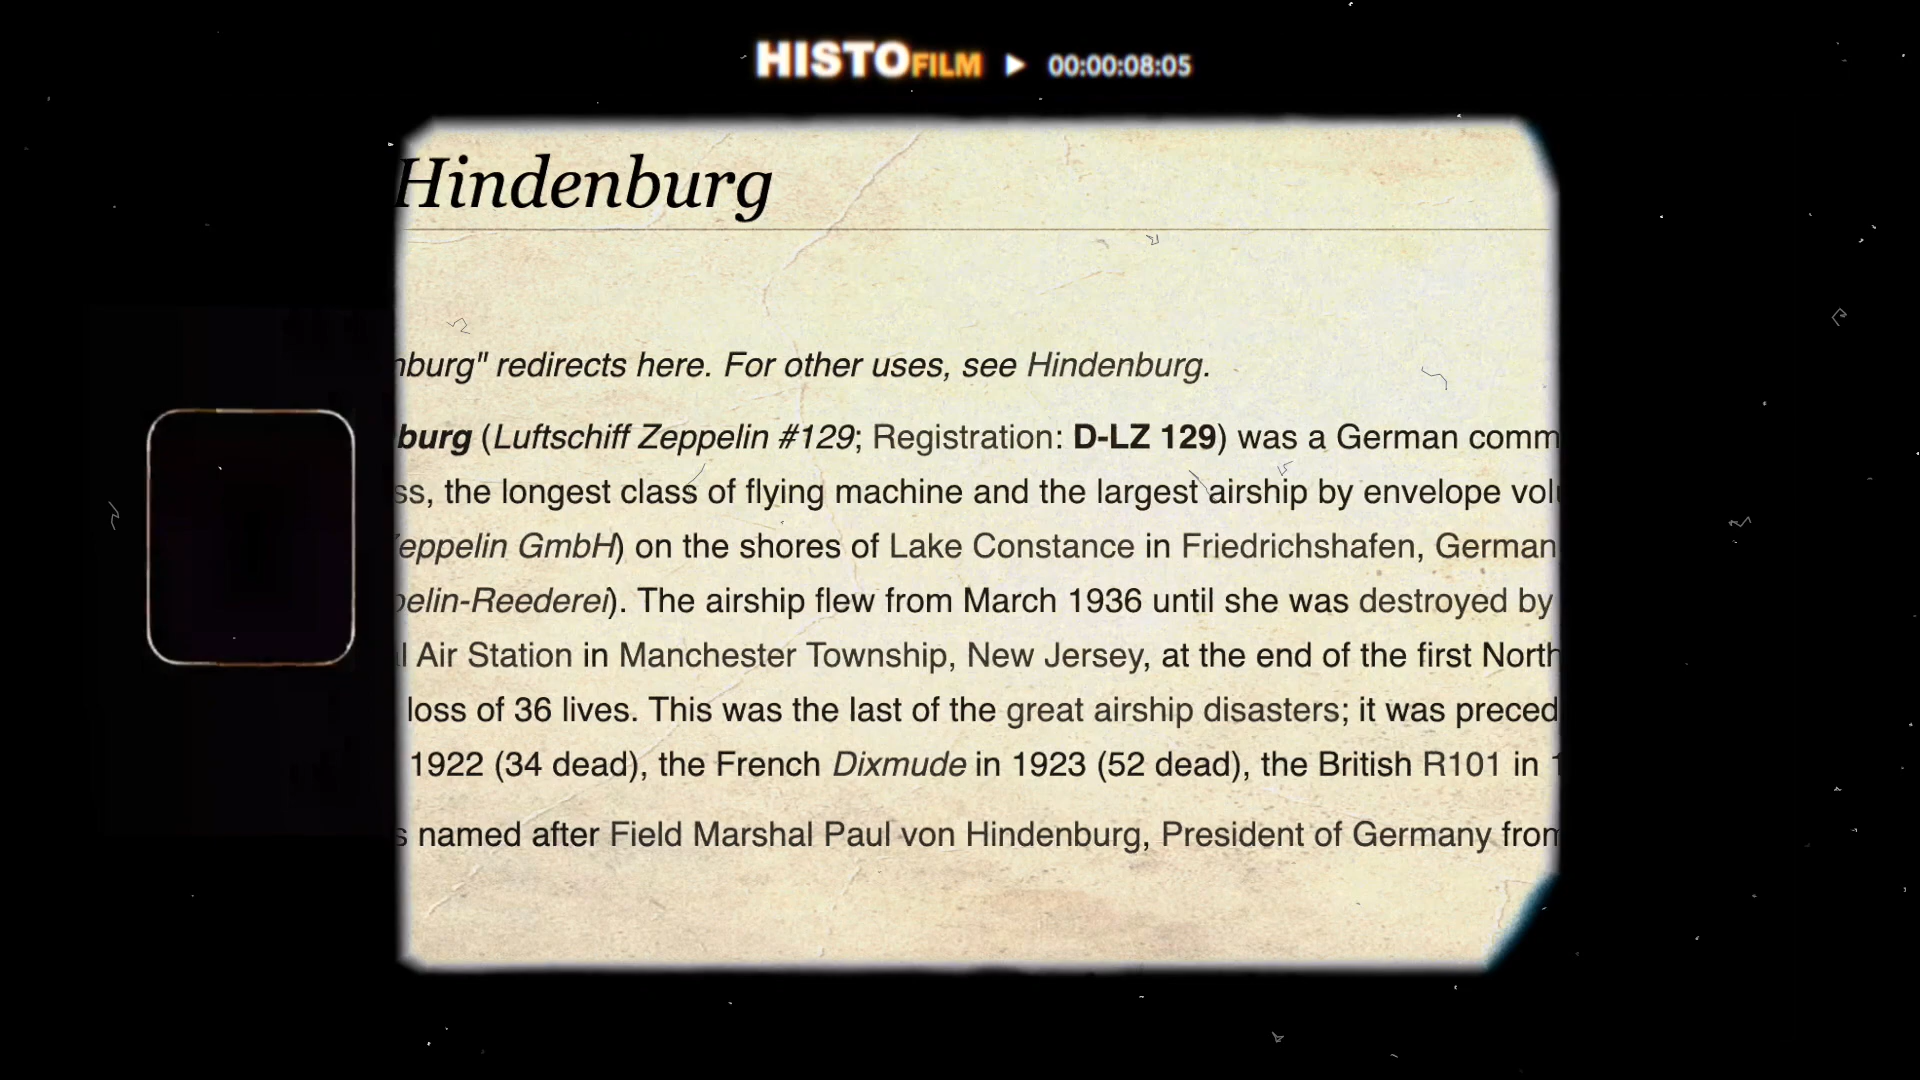 HISTOFILM ▶ 00:00:08:05
Hindenburg
nburg" redirects here. For other uses, see Hindenburg.
burg (Luftschiff Zeppelin #129; Registration: D-LZ 129) was a German comm
ss, the longest class of flying machine and the largest airship by envelope vol
eppelin GmbH) on the shores of Lake Constance in Friedrichshafen, German
pelin-Reederei). The airship flew from March 1936 until she was destroyed by
l Air Station in Manchester Township, New Jersey, at the end of the first North
loss of 36 lives. This was the last of the great airship disasters; it was preced
1922 (34 dead), the French Dixmude in 1923 (52 dead), the British R101 in 1
s named after Field Marshal Paul von Hindenburg, President of Germany from